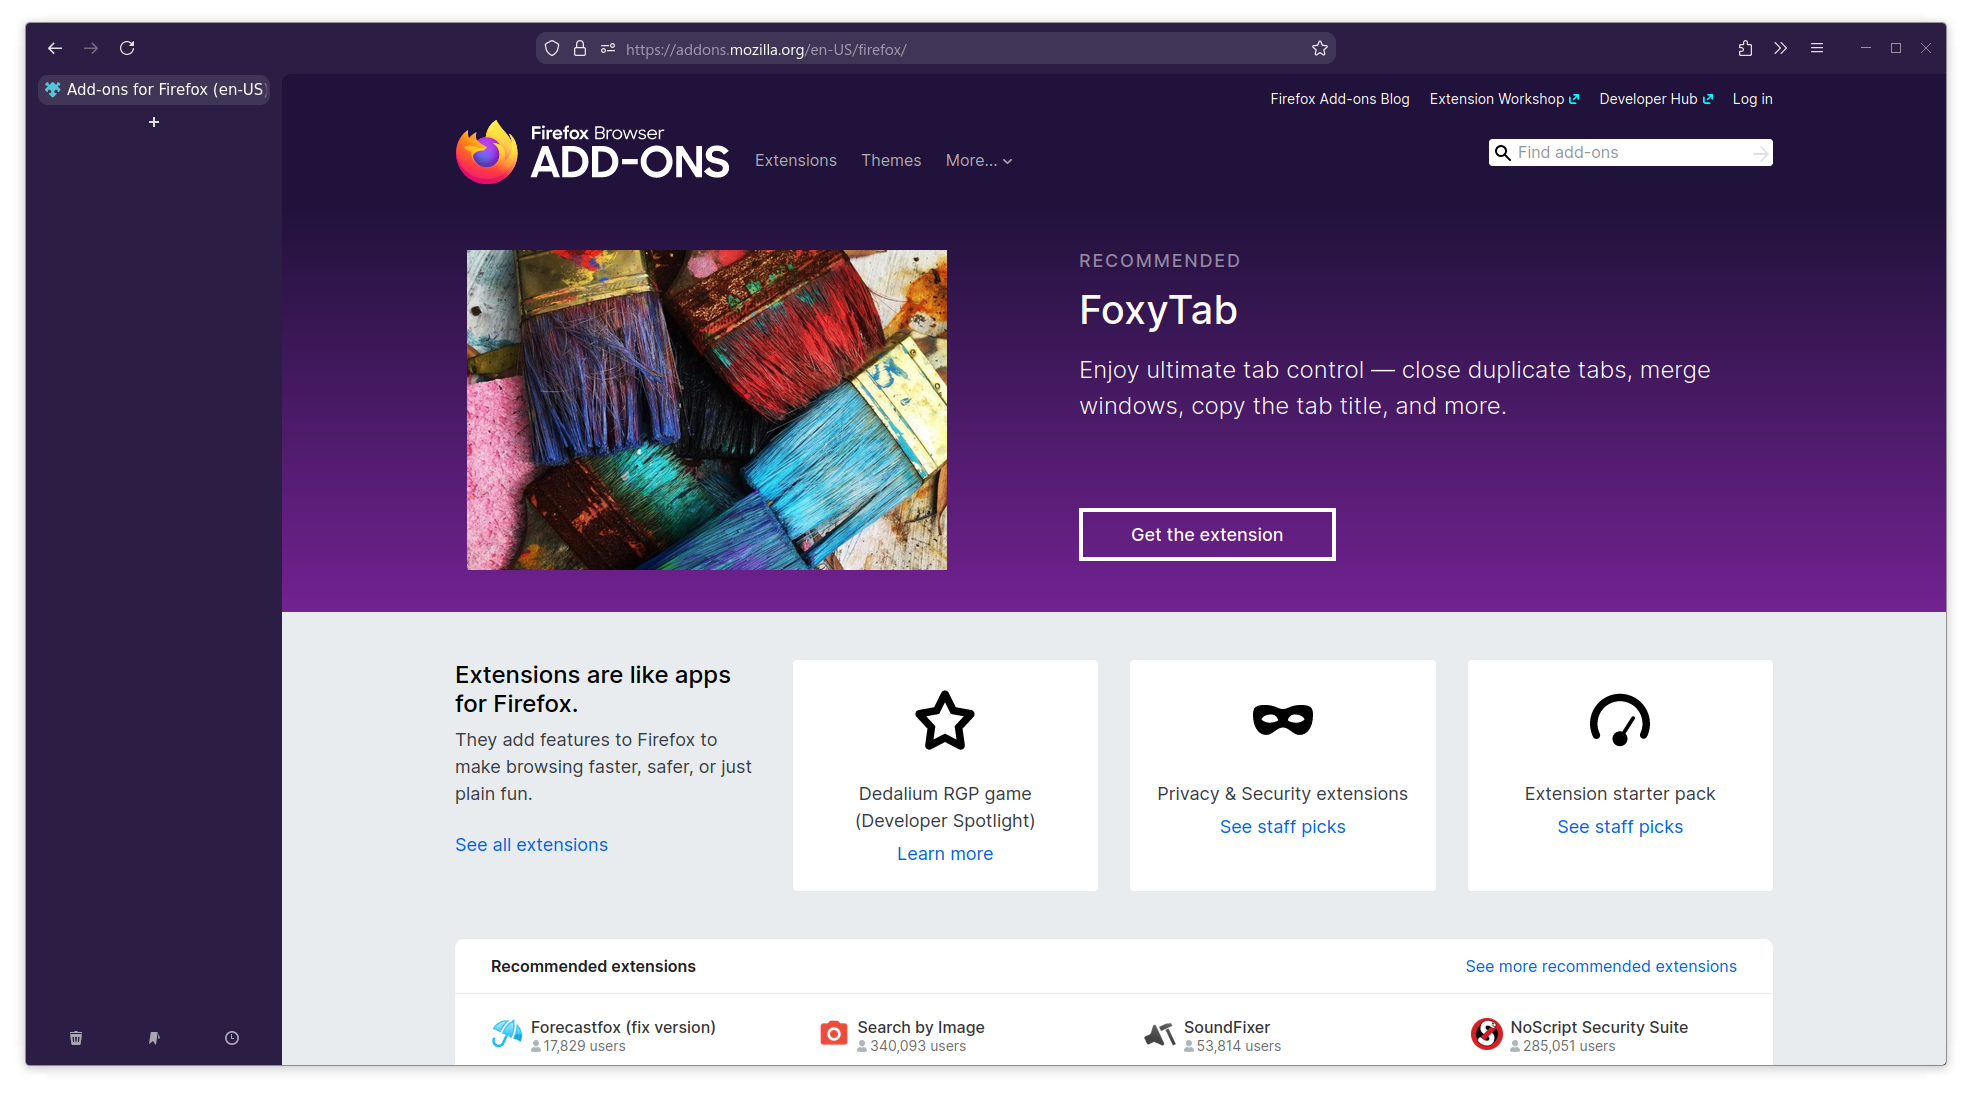 https://addons.mozilla.org/en-US/firefox/
Add-ons for Firefox (en-US
Firefox Add-ons Blog
Extension Workshop
Developer Hub
Log in
Firefox Browser
ADD-ONS
Extensions
Themes
More...
Find add-ons
RECOMMENDED
FoxyTab
Enjoy ultimate tab control — close duplicate tabs, merge
windows, copy the tab title, and more.
Get the extension
Extensions are like apps
for Firefox.
They add features to Firefox to
make browsing faster, safer, or just
plain fun.
See all extensions
Dedalium RGP game
(Developer Spotlight)
Learn more
Privacy & Security extensions
See staff picks
Extension starter pack
See staff picks
Recommended extensions
See more recommended extensions
Forecastfox (fix version)
17,829 users
Search by Image
340,093 users
SoundFixer
53,814 users
NoScript Security Suite
285,051 users